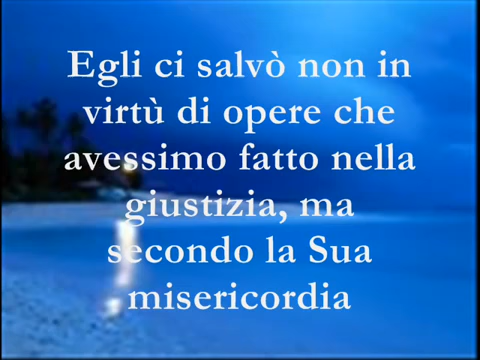 Egli ci salvò non in
virtù di opere che
avessimo fatto nella
giustizia, ma
secondo la Sua
misericordia